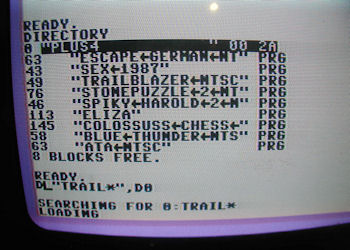 READY.
DIRECTORY
0 "PLUS4 " 00 2A
63 "ESCAPE←GERMAN←NT" PRG
43 "SEX←1987" PRG
49 "TRAILBLAZER←NTSC" PRG
76 "STONEPUZZLE←2←NT" PRG
46 "SPIKY←HAROLD←2←N" PRG
113 "ELIZA" PRG
145 "COLOSSUS←CHESS←" PRG
58 "BLUE←THUNDER←NTS" PRG
63 "ATA←NTSC" PRG
8 BLOCKS FREE.
READY.
DL"TRAIL*",D0
SEARCHING FOR 0:TRAIL*
LOADING